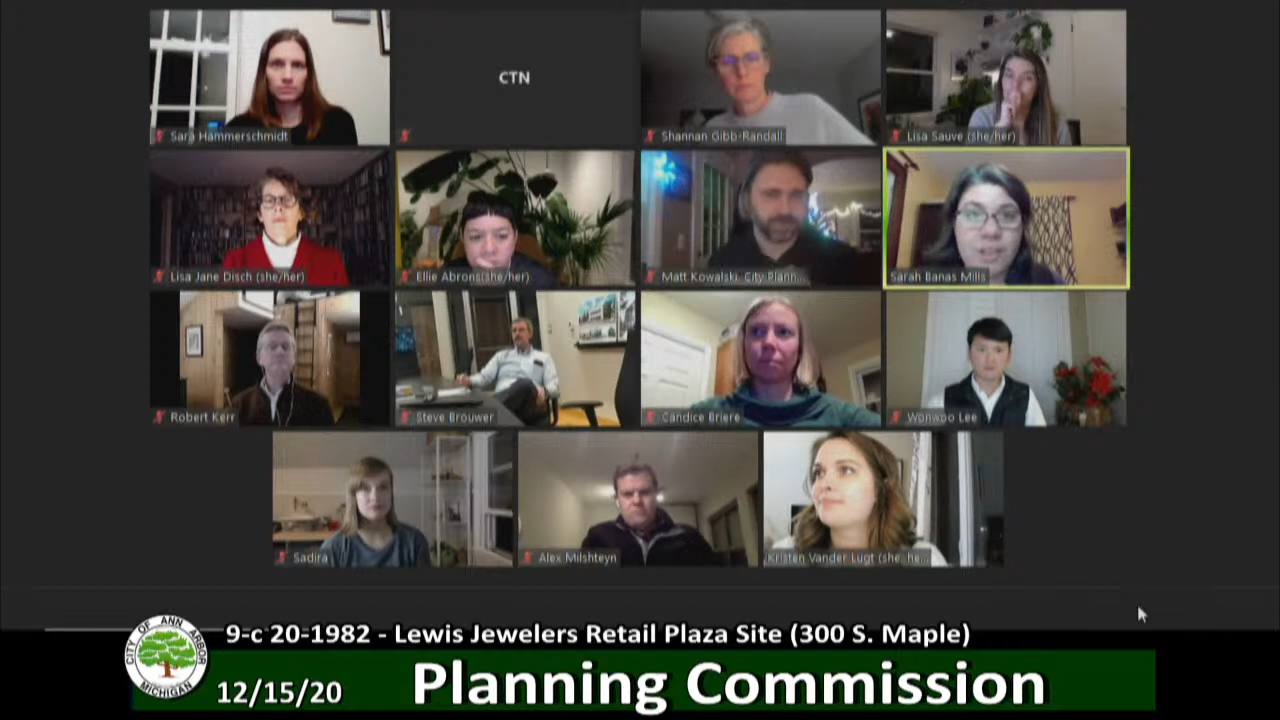 CTN
Sara Hammerschmidt
Shannan Gibb-Randall
Lisa Sauve (she/her)
Lisa Jane Disch (she/her)
Ellie Abrons(she/her)
Matt Kowalski, City Plann...
Sarah Banas Mills
Robert Kerr
Steve Brouwer
Candice Briere
Wonwoo Lee
Sadira
Alex Milshteyn
Kristen Vander Lugt (she, he...
CITY OF ANN ARBOR
MICHIGAN
9-c 20-1982 - Lewis Jewelers Retail Plaza Site (300 S. Maple)
12/15/20
Planning Commission